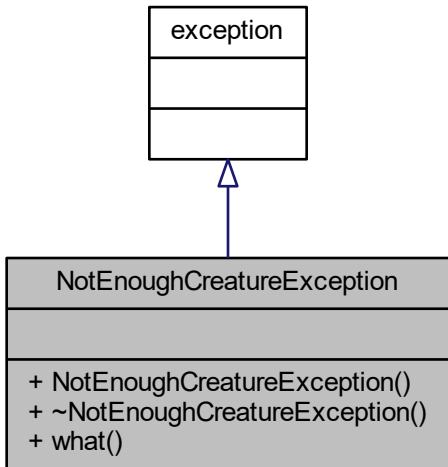 exception
NotEnoughCreatureException
+ NotEnoughCreatureException()
+ ~NotEnoughCreatureException()
+ what()